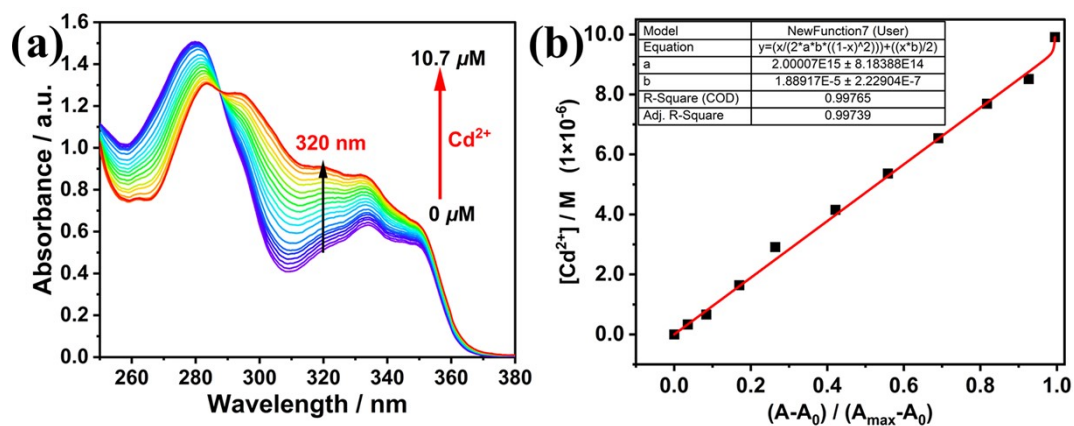 (a)
Absorbance / a.u.
1.6
1.4
1.2
1.0
0.8
0.6
0.4
0.2
0.0
260 280 300 320 340 360 380
Wavelength / nm
320 nm
10.7 μM
Cd²⁺
0 μM
(b)
[Cd²⁺] / M (1×10⁻⁶)
10.0
8.0
6.0
4.0
2.0
0.0
0.0 0.2 0.4 0.6 0.8 1.0
(A-A₀) / (Aₘₐₓ-A₀)
Model NewFunction7 (User)
Equation y=(x/(2*a*b*((1-x)^2)))+((x*b)/2)
a 2.00007E15 ± 8.18388E14
b 1.88917E-5 ± 2.22904E-7
R-Square (COD) 0.99765
Adj. R-Square 0.99739